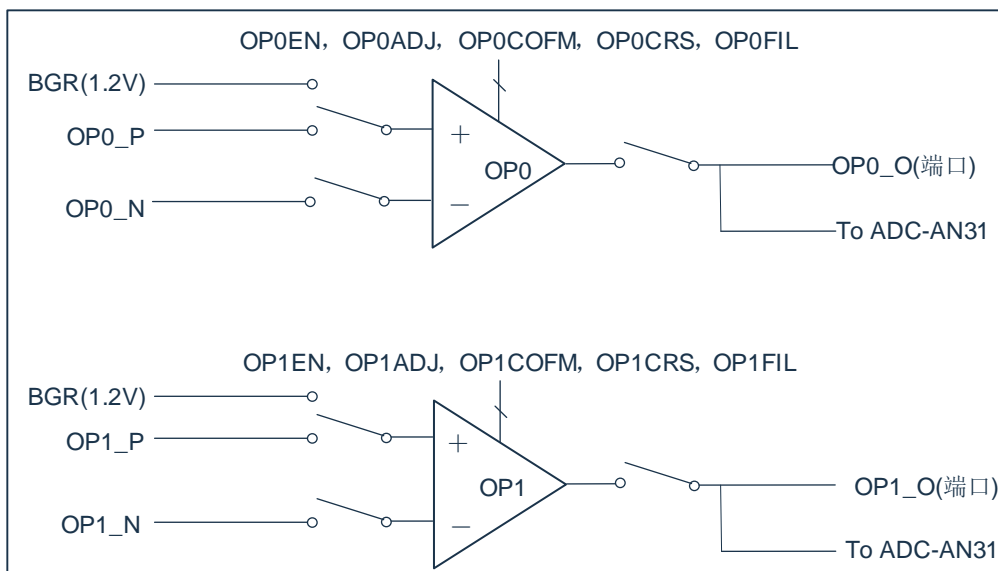 OP0EN，OP0ADJ，OP0COFM，OP0CRS，OP0FIL
BGR(1.2V)
OP0_P
+
OP0
OP0_O(端口)
OP0_N
−
To ADC-AN31
OP1EN，OP1ADJ，OP1COFM，OP1CRS，OP1FIL
BGR(1.2V)
OP1_P
+
OP1
OP1_O(端口)
OP1_N
−
To ADC-AN31